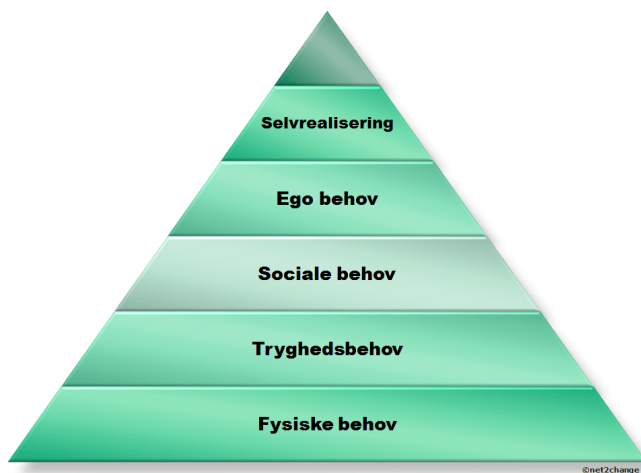 Selvrealisering
Ego behov
Sociale behov
Tryghedsbehov
Fysiske behov
©net2change